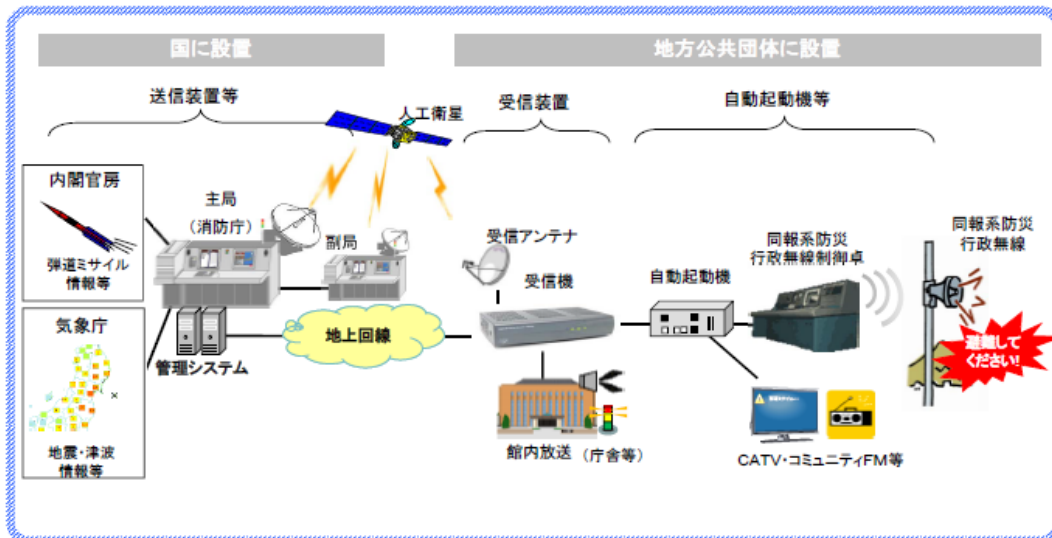 国に設置
地方公共団体に設置
送信装置等
人工衛星
受信装置
自動起動機等
内閣官房
弾道ミサイル
情報等
主局
(消防庁)
副局
受信アンテナ
受信機
自動起動機
同報系防災
行政無線制御卓
同報系防災
行政無線
避難して
ください!
気象庁
地震・津波
情報等
管理システム
地上回線
館内放送 (庁舎等)
CATV・コミュニティFM等